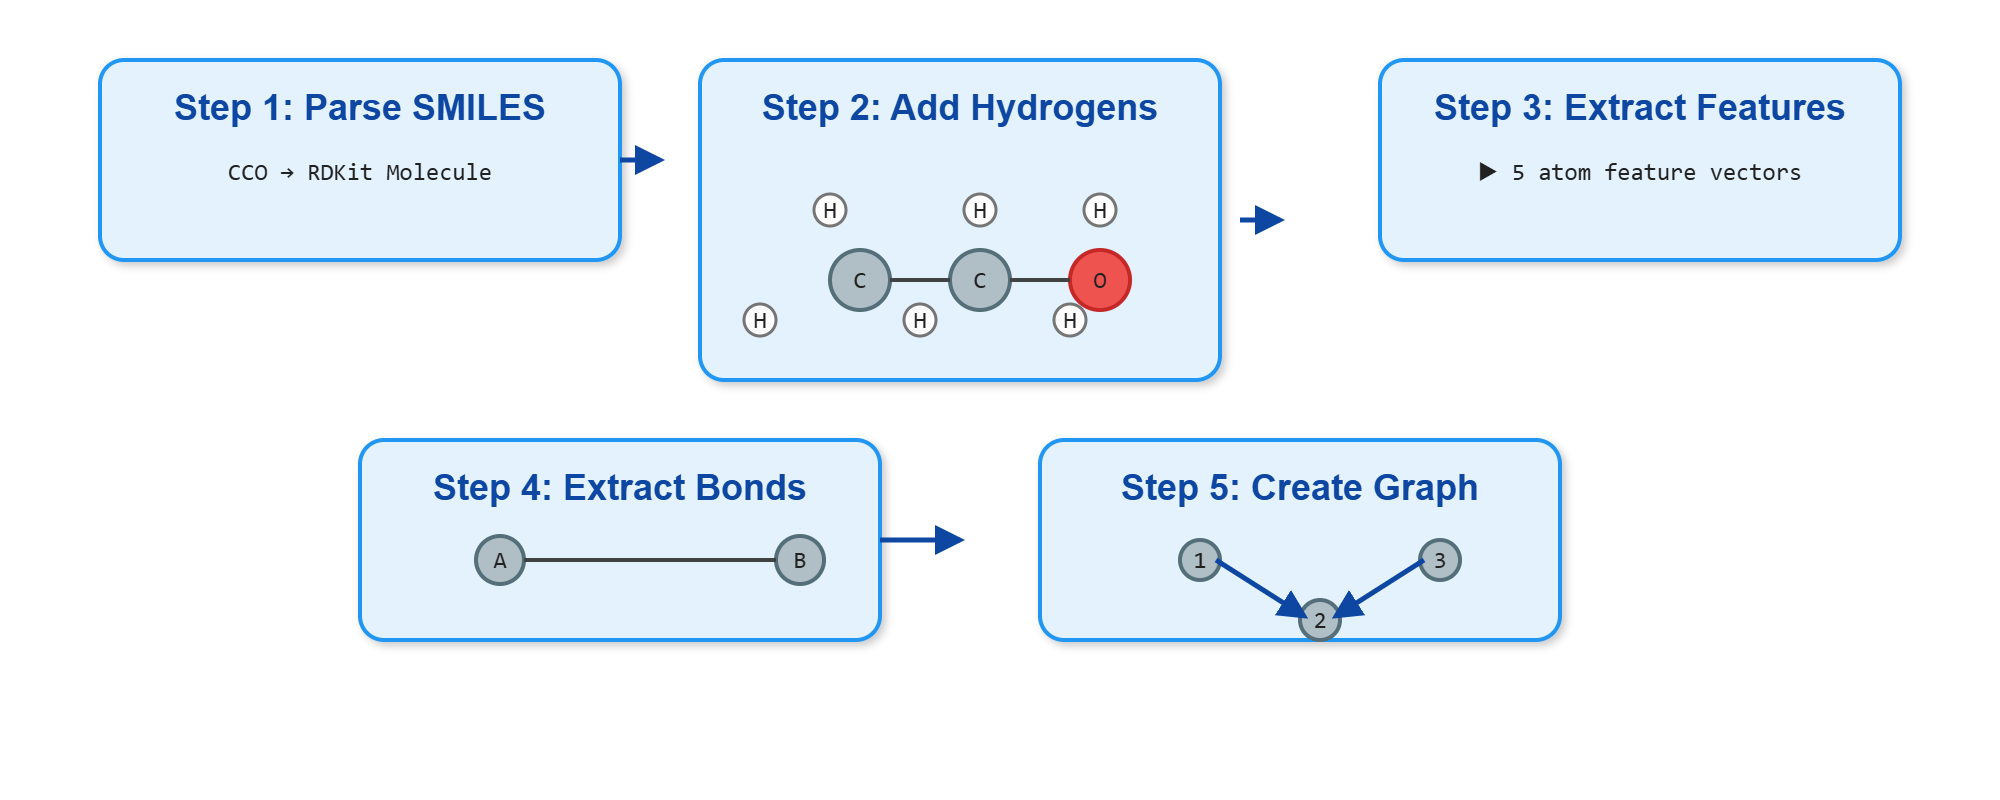 Step 1: Parse SMILES
CCO → RDKit Molecule
Step 2: Add Hydrogens
H H H
C C O
H H H
Step 3: Extract Features
▶ 5 atom feature vectors
Step 4: Extract Bonds
A B
Step 5: Create Graph
1 3
2